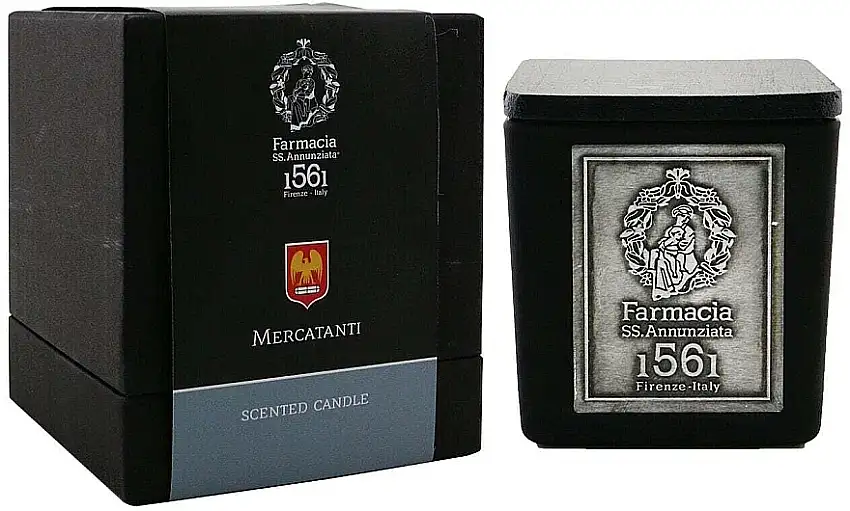 Farmacia
SS. Annunziata®
1561
Firenze - Italy
MERCATANTI
SCENTED CANDLE
Farmacia
SS. Annunziata
1561
Firenze - Italy